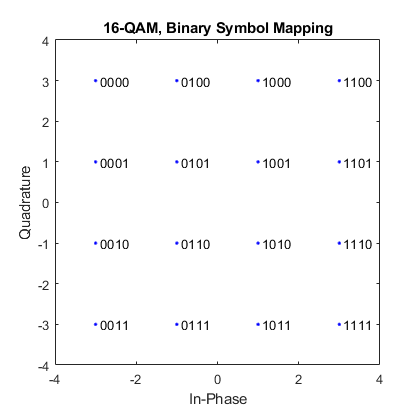 16-QAM, Binary Symbol Mapping
4
3
0000 0100 1000 1100
2
1
0001 0101 1001 1101
0
Quadrature
-1
0010 0110 1010 1110
-2
-3
0011 0111 1011 1111
-4
-4 -2 0 2 4
In-Phase